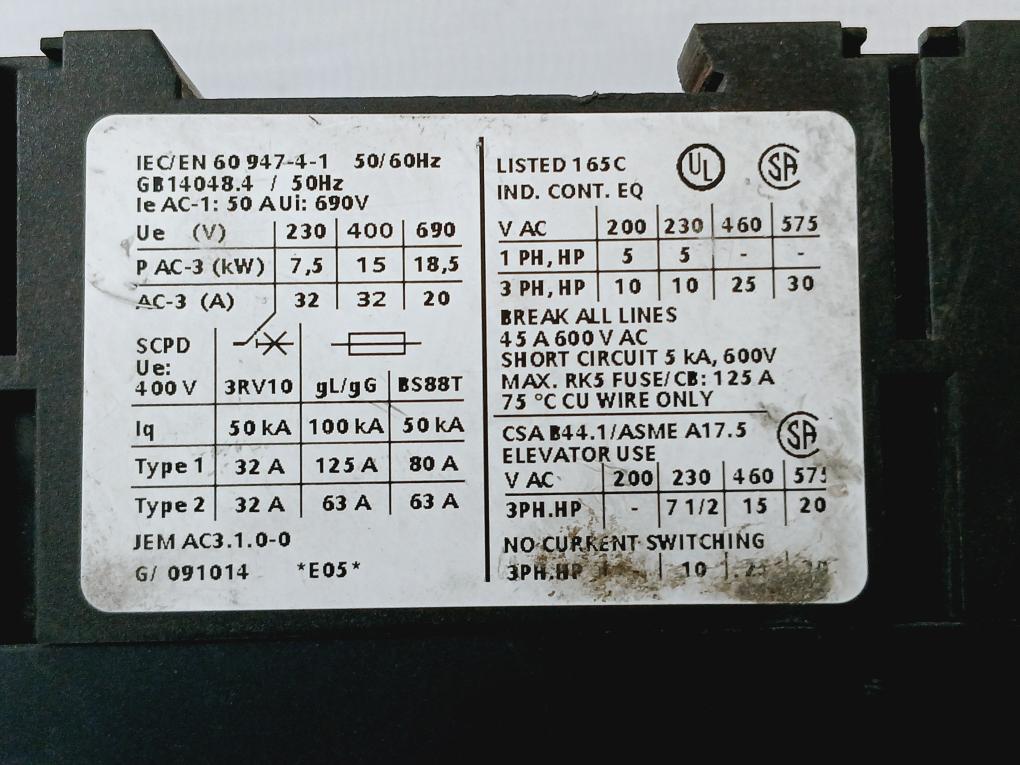 IEC/EN 60 947-4-1 50/60Hz
GB14048.4 / 50Hz
Ie AC-1: 50 A Ui: 690V
Ue (V) 230 400 690
P AC-3 (kW) 7,5 15 18,5
AC-3 (A) 32 32 20
SCPD
Ue:
400 V 3RV10 gL/gG BS88T
Iq 50 kA 100 kA 50 kA
Type 1 32 A 125 A 80 A
Type 2 32 A 63 A 63 A
JEM AC3.1.0-0
G/ 091014 *E05*
LISTED 165C UL SA
IND. CONT. EQ
V AC 200 230 460 575
1 PH, HP 5 5 - -
3 PH, HP 10 10 25 30
BREAK ALL LINES
45 A 600 V AC
SHORT CIRCUIT 5 kA, 600V
MAX. RK5 FUSE/CB: 125 A
75 °C CU WIRE ONLY
CSA B44.1/ASME A17.5 SA
ELEVATOR USE
V AC 200 230 460 575
3PH.HP - 7 1/2 15 20
NO CURRENT SWITCHING
3PH.HP 10